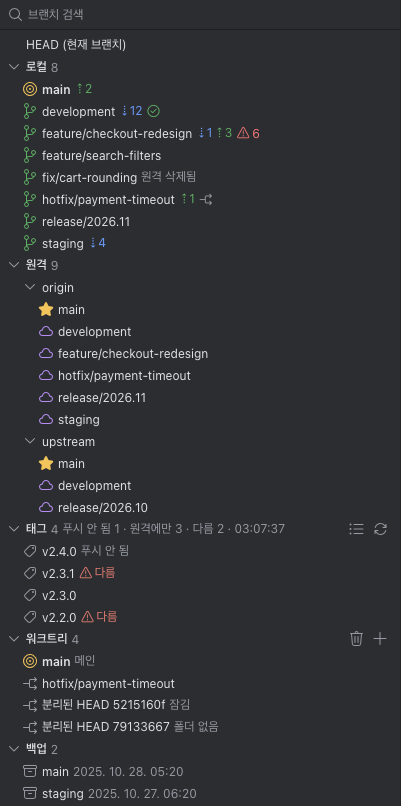 브랜치 검색
HEAD (현재 브랜치)
로컬 8
main ↑2
development ↓12
feature/checkout-redesign ↓1 ↑3 6
feature/search-filters
fix/cart-rounding 원격 삭제됨
hotfix/payment-timeout ↑1
release/2026.11
staging ↓4
원격 9
origin
main
development
feature/checkout-redesign
hotfix/payment-timeout
release/2026.11
staging
upstream
main
development
release/2026.10
태그 4 푸시 안 됨 1 · 원격에만 3 · 다름 2 · 03:07:37
v2.4.0 푸시 안 됨
v2.3.1 다름
v2.3.0
v2.2.0 다름
워크트리 4
main 메인
hotfix/payment-timeout
분리된 HEAD 5215160f 잠김
분리된 HEAD 79133667 폴더 없음
백업 2
main 2025. 10. 28. 05:20
staging 2025. 10. 27. 06:20